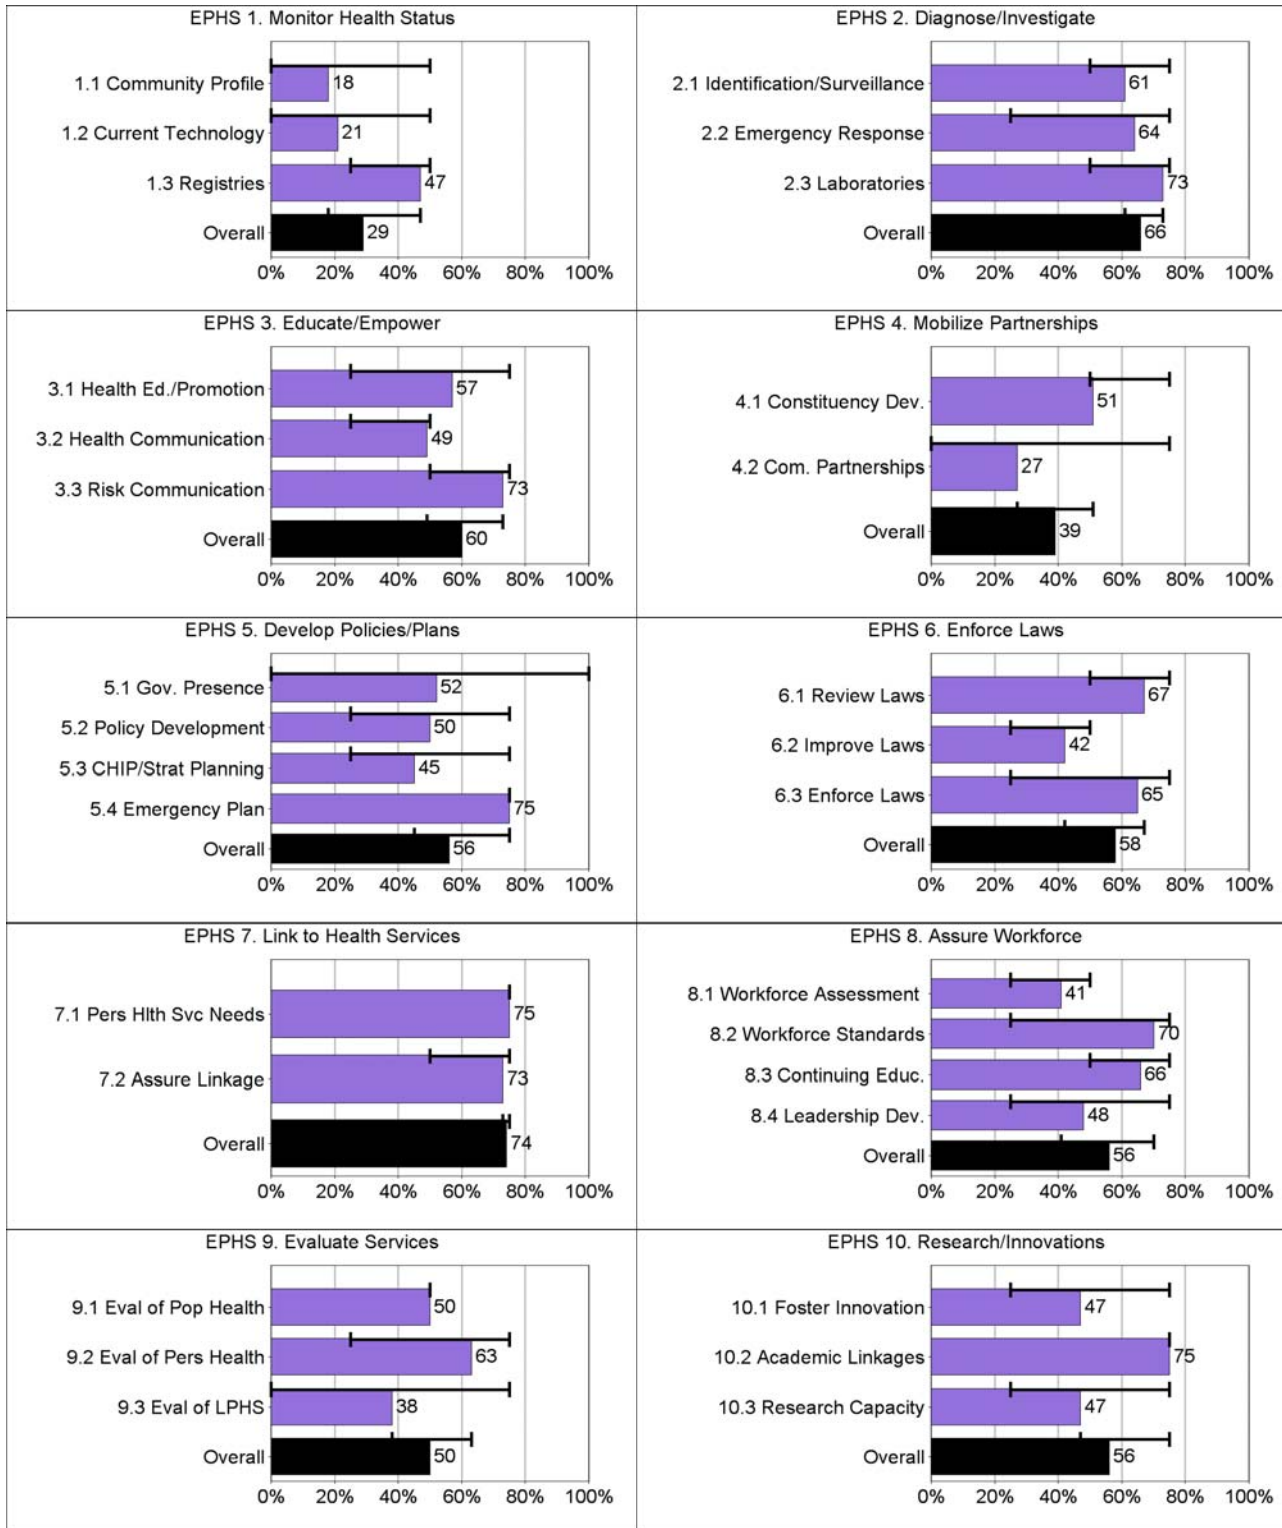 EPHS 1. Monitor Health Status
1.1 Community Profile 18
1.2 Current Technology 21
1.3 Registries 47
Overall 29
0% 20% 40% 60% 80% 100%
EPHS 2. Diagnose/Investigate
2.1 Identification/Surveillance 61
2.2 Emergency Response 64
2.3 Laboratories 73
Overall 66
0% 20% 40% 60% 80% 100%
EPHS 3. Educate/Empower
3.1 Health Ed./Promotion 57
3.2 Health Communication 49
3.3 Risk Communication 73
Overall 60
0% 20% 40% 60% 80% 100%
EPHS 4. Mobilize Partnerships
4.1 Constituency Dev. 51
4.2 Com. Partnerships 27
Overall 39
0% 20% 40% 60% 80% 100%
EPHS 5. Develop Policies/Plans
5.1 Gov. Presence 52
5.2 Policy Development 50
5.3 CHIP/Strat Planning 45
5.4 Emergency Plan 75
Overall 56
0% 20% 40% 60% 80% 100%
EPHS 6. Enforce Laws
6.1 Review Laws 67
6.2 Improve Laws 42
6.3 Enforce Laws 65
Overall 58
0% 20% 40% 60% 80% 100%
EPHS 7. Link to Health Services
7.1 Pers Hlth Svc Needs 75
7.2 Assure Linkage 73
Overall 74
0% 20% 40% 60% 80% 100%
EPHS 8. Assure Workforce
8.1 Workforce Assessment 41
8.2 Workforce Standards 70
8.3 Continuing Educ. 66
8.4 Leadership Dev. 48
Overall 56
0% 20% 40% 60% 80% 100%
EPHS 9. Evaluate Services
9.1 Eval of Pop Health 50
9.2 Eval of Pers Health 63
9.3 Eval of LPHS 38
Overall 50
0% 20% 40% 60% 80% 100%
EPHS 10. Research/Innovations
10.1 Foster Innovation 47
10.2 Academic Linkages 75
10.3 Research Capacity 47
Overall 56
0% 20% 40% 60% 80% 100%